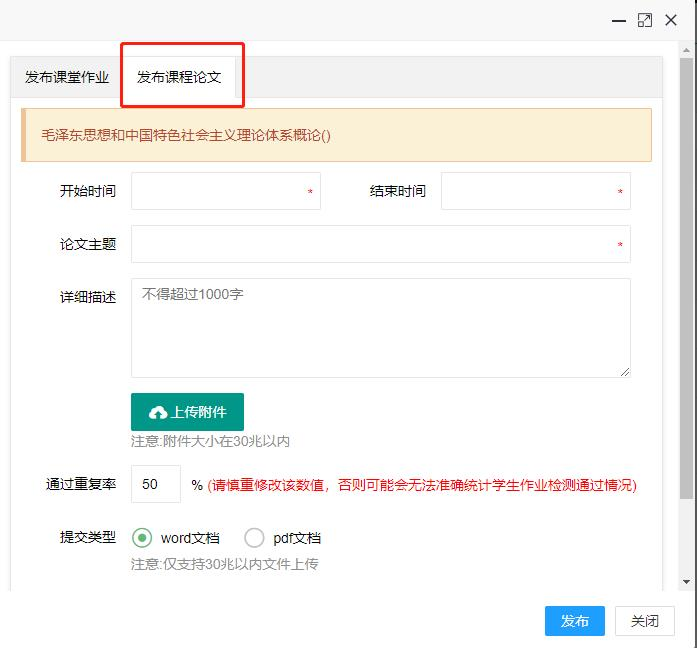 发布课堂作业 发布课程论文
毛泽东思想和中国特色社会主义理论体系概论()
开始时间 * 结束时间 *
论文主题 *
详细描述 不得超过1000字
上传附件
注意:附件大小在30兆以内
通过重复率 50 % (请慎重修改该数值，否则可能会无法准确统计学生作业检测通过情况)
提交类型 word文档 pdf文档
注意:仅支持30兆以内文件上传
发布 关闭